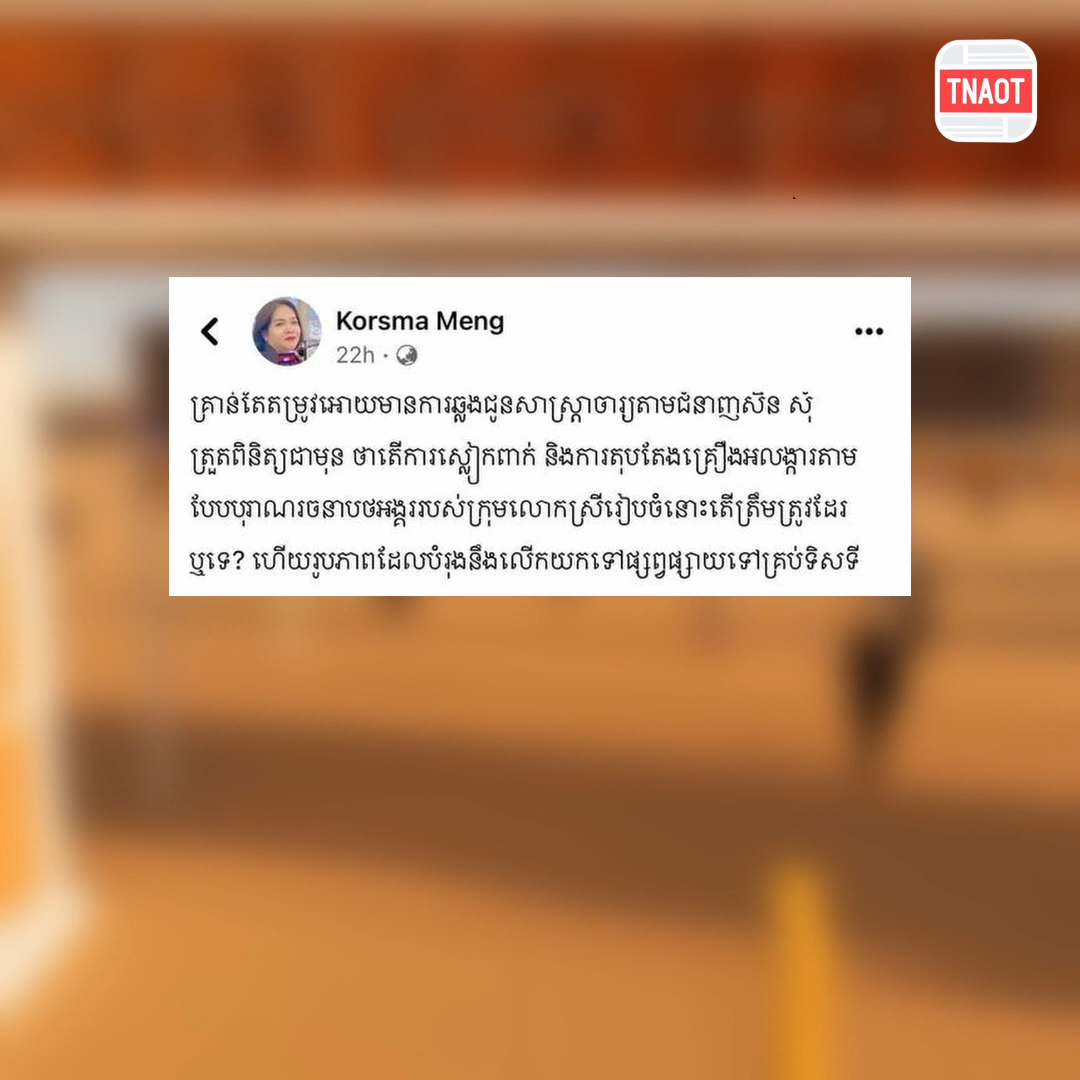 TNAOT
Korsma Meng
22h
គ្រាន់តែតម្រូវអោយមានការឆ្លងជូនសាស្ត្រាចារ្យតាមជំនាញសិន សុំ
ត្រួតពិនិត្យជាមុន ថាតើការស្លៀកពាក់ និងការតុបតែងគ្រឿងអលង្ការតាម
បែបបុរាណរចនាបថអង្គររបស់ក្រុមលោកស្រីរៀបចំនោះតើត្រឹមត្រូវដែរ
ឬទេ? ហើយរូបភាពដែលបំរុងនឹងលើកយកទៅផ្សព្វផ្សាយទៅគ្រប់ទិសទី